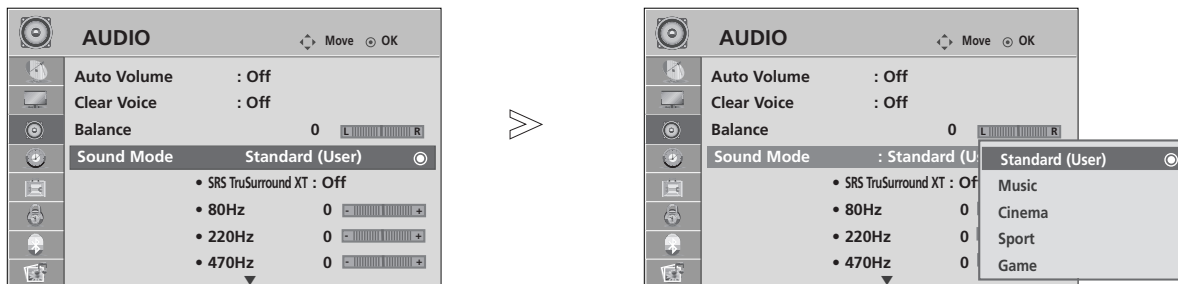 AUDIO Move OK
Auto Volume : Off
Clear Voice : Off
Balance 0 L R
Sound Mode Standard (User)
• SRS TruSurround XT : Off
• 80Hz 0 - +
• 220Hz 0 - +
• 470Hz 0 - +
>
AUDIO Move OK
Auto Volume : Off
Clear Voice : Off
Balance 0 L R
Sound Mode : Standard (U
• SRS TruSurround XT : Of
• 80Hz 0
• 220Hz 0
• 470Hz 0
Standard (User)
Music
Cinema
Sport
Game